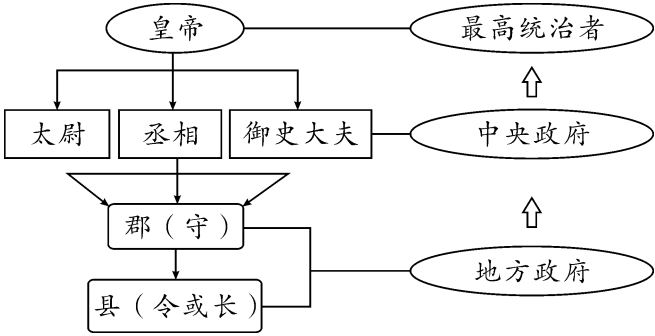 皇帝
最高统治者
太尉
丞相
御史大夫
中央政府
郡（守）
地方政府
县（令或长）